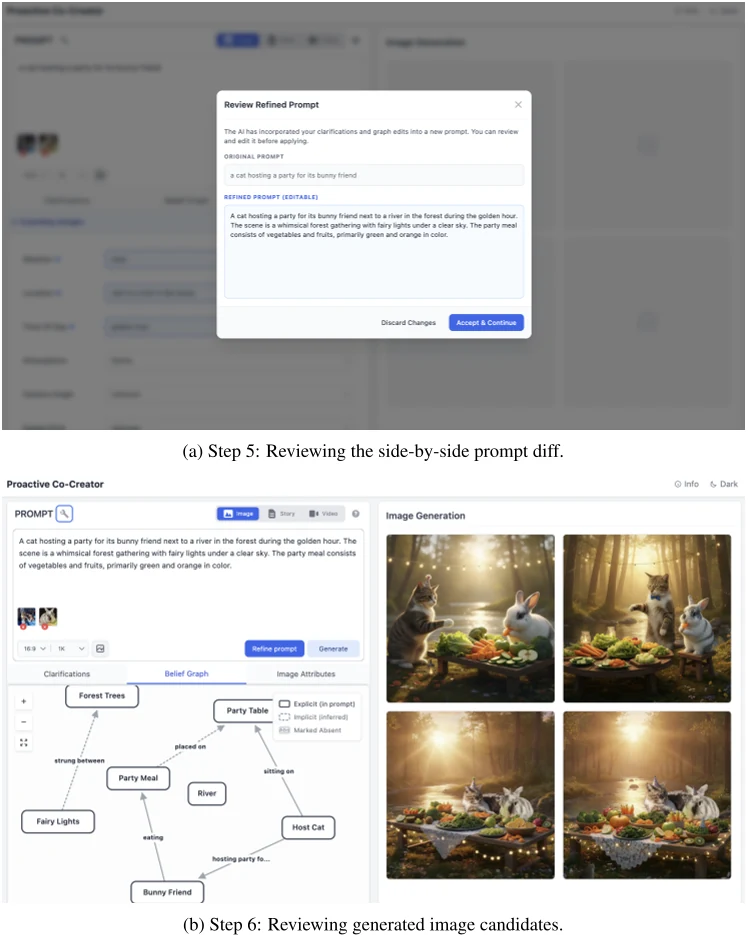 Proactive Co-Creator
PROMPT
Image Generation
Review Refined Prompt
The AI has incorporated your clarifications and graph edits into a new prompt. You can review
and edit it before applying.
ORIGINAL PROMPT
a cat hosting a party for its bunny friend
REFINED PROMPT (EDITABLE)
A cat hosting a party for its bunny friend next to a river in the forest during the golden hour.
The scene is a whimsical forest gathering with fairy lights under a clear sky. The party meal
consists of vegetables and fruits, primarily green and orange in color.
Discard Changes
Accept & Continue
(a) Step 5: Reviewing the side-by-side prompt diff.
Proactive Co-Creator
Info
Dark
PROMPT
Image
Story
Video
Image Generation
A cat hosting a party for its bunny friend next to a river in the forest during the golden hour. The
scene is a whimsical forest gathering with fairy lights under a clear sky. The party meal consists
of vegetables and fruits, primarily green and orange in color.
16:9
1K
Refine prompt
Generate
Clarifications
Belief Graph
Image Attributes
Forest Trees
Party Table
Explicit (in prompt)
Implicit (inferred)
Marked Absent
placed on
strung between
sitting on
Party Meal
River
Fairy Lights
Host Cat
eating
hosting party fo...
Bunny Friend
(b) Step 6: Reviewing generated image candidates.